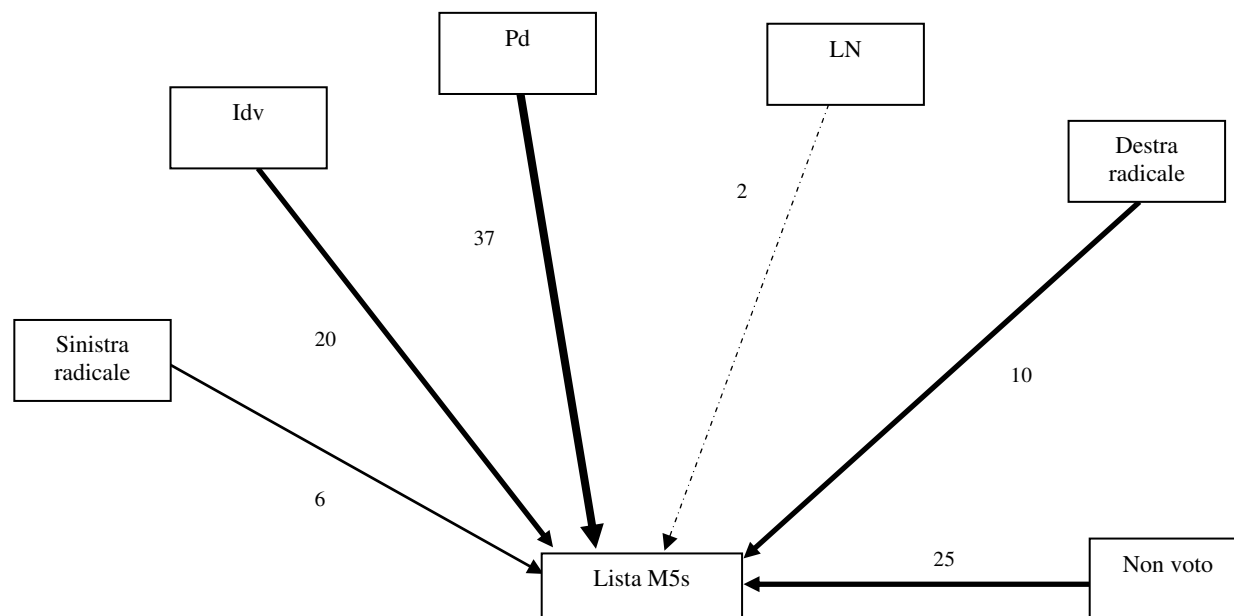 Pd
LN
Idv
Destra
radicale
2
37
20
Sinistra
radicale
10
6
25
Non voto
Lista M5s